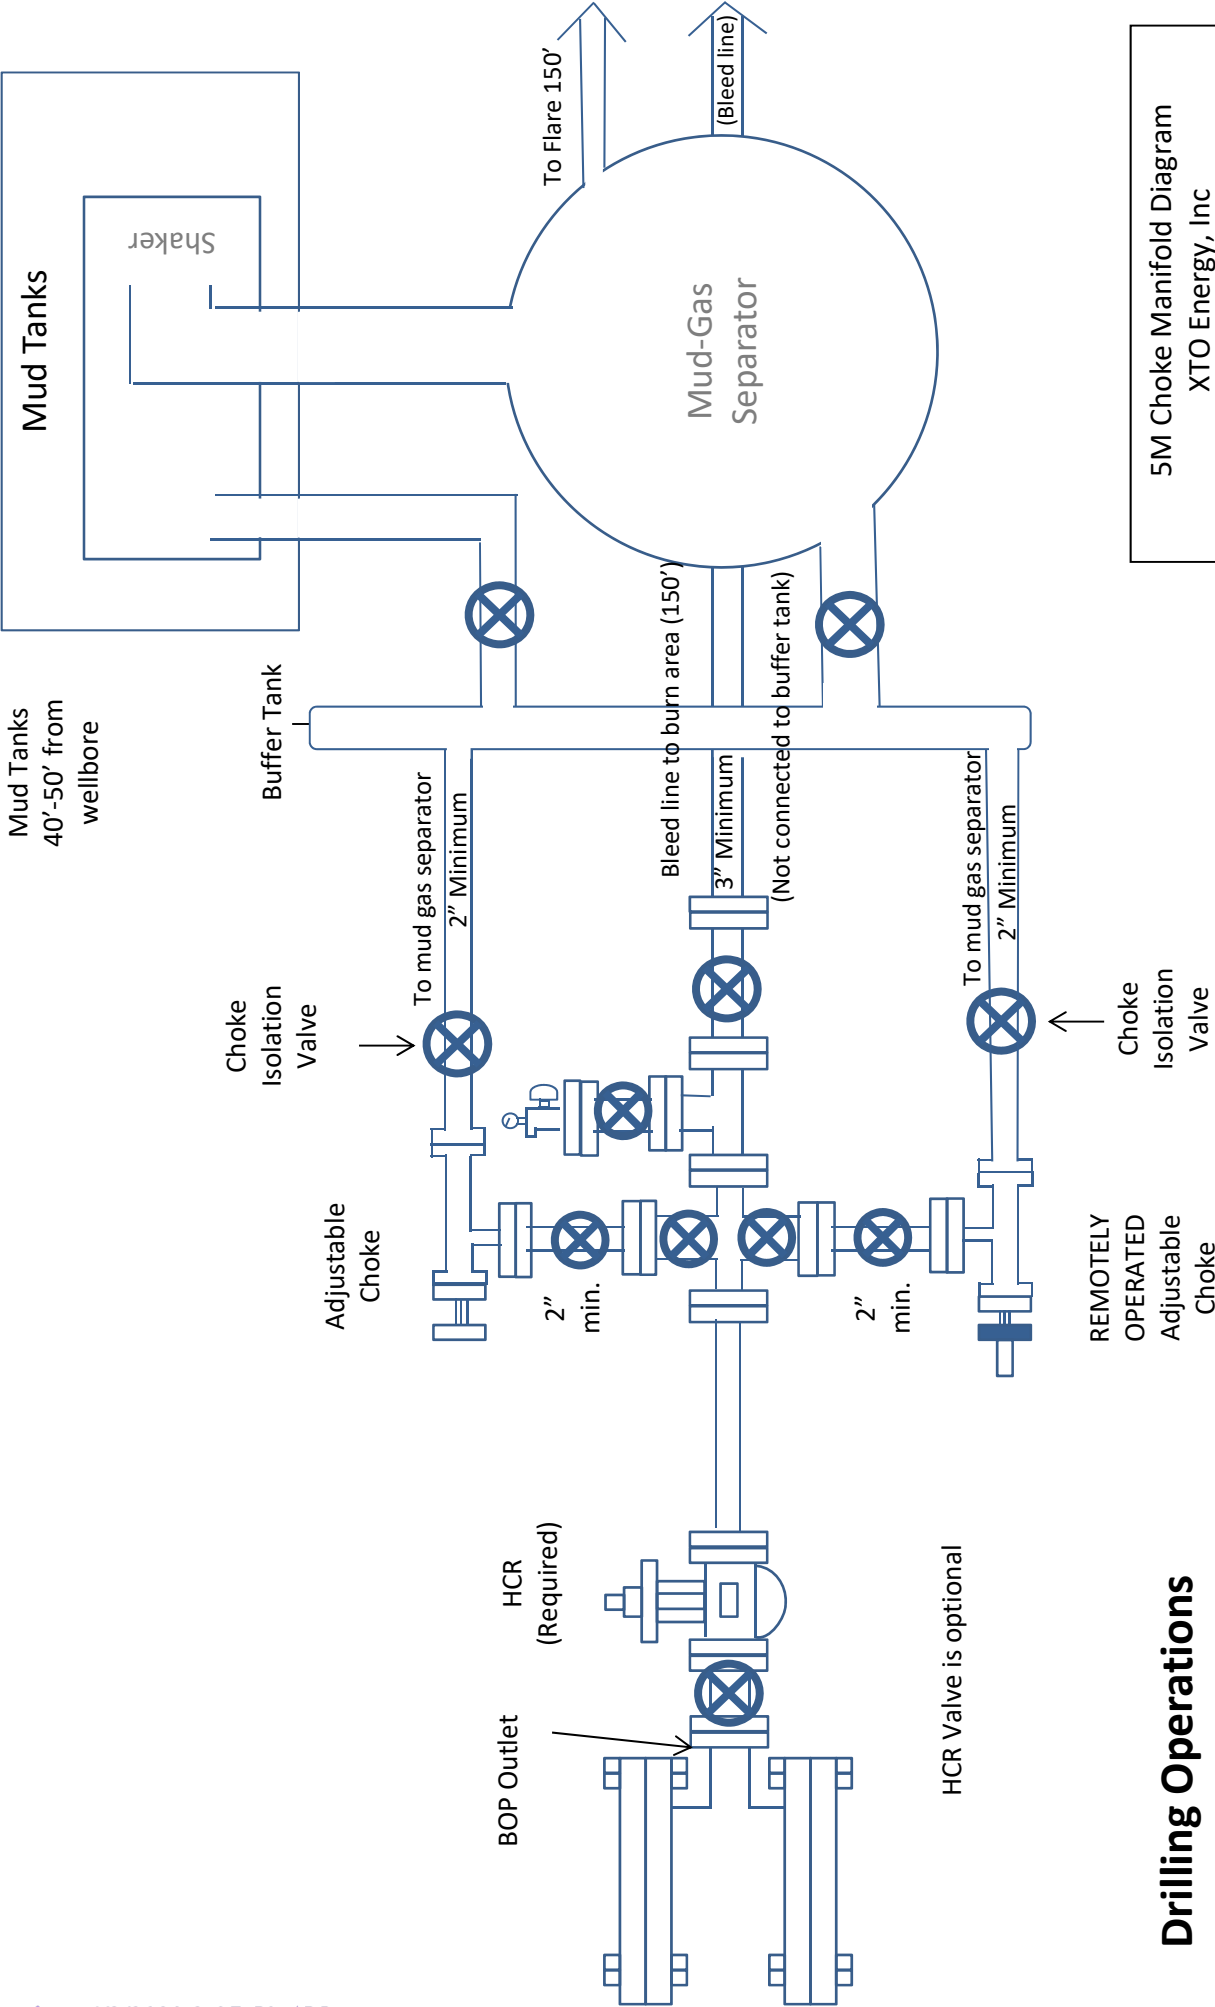 Mud Tanks
Shaker
Mud Tanks
40’-50’ from
wellbore
Buffer Tank
To Flare 150’
(Bleed line)
Mud-Gas
Separator
Bleed line to burn area (150’)
3” Minimum
(Not connected to buffer tank)
To mud gas separator
2” Minimum
To mud gas separator
2” Minimum
Choke
Isolation
Valve
Choke
Isolation
Valve
Adjustable
Choke
2”
min.
2”
min.
REMOTELY
OPERATED
Adjustable
Choke
HCR
(Required)
BOP Outlet
HCR Valve is optional
Drilling Operations
5M Choke Manifold Diagram
XTO Energy, Inc